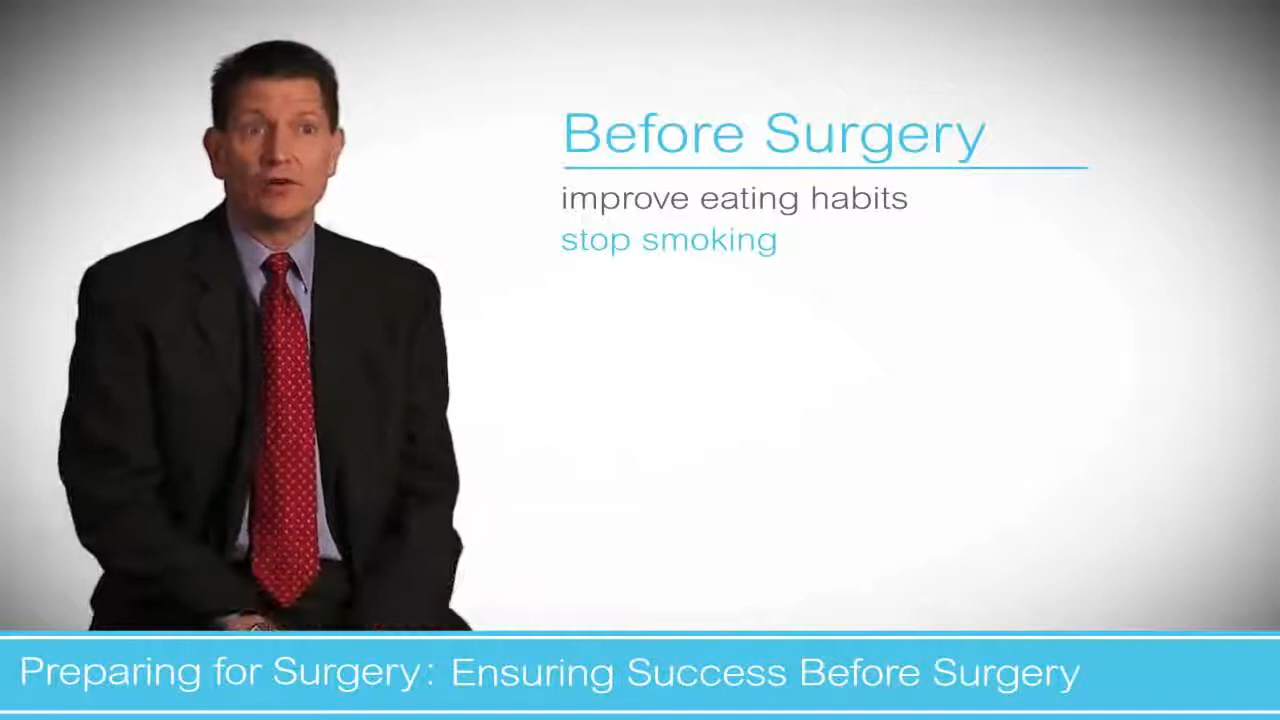 Before Surgery
improve eating habits
stop smoking
Preparing for Surgery: Ensuring Success Before Surgery